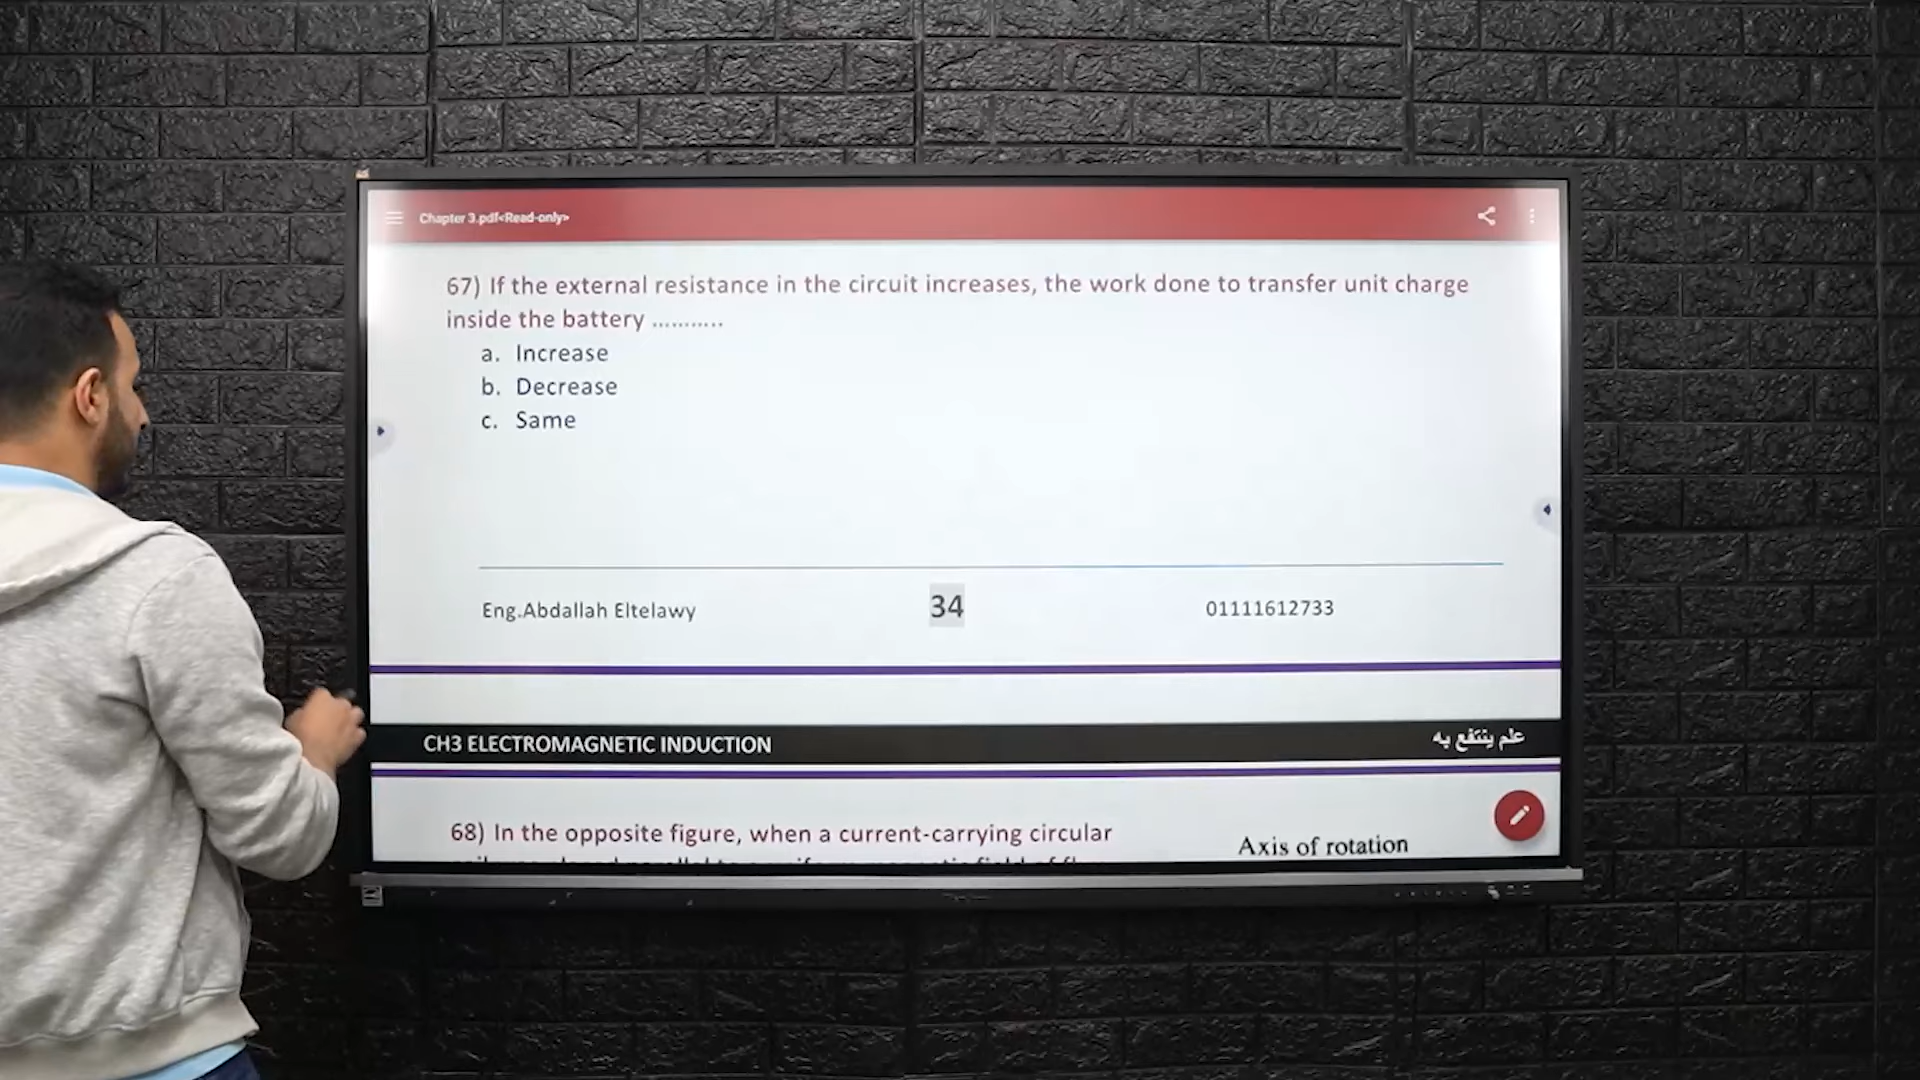 Chapter 3.pdf<Read-only>
67) If the external resistance in the circuit increases, the work done to transfer unit charge
inside the battery ...........
a. Increase
b. Decrease
c. Same
Eng.Abdallah Eltelawy 34 01111612733
CH3 ELECTROMAGNETIC INDUCTION علم ينتفع به
68) In the opposite figure, when a current-carrying circular
Axis of rotation